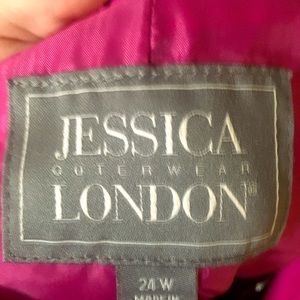 JESSICA
OUTERWEAR
LONDON®
24 W
MADE IN